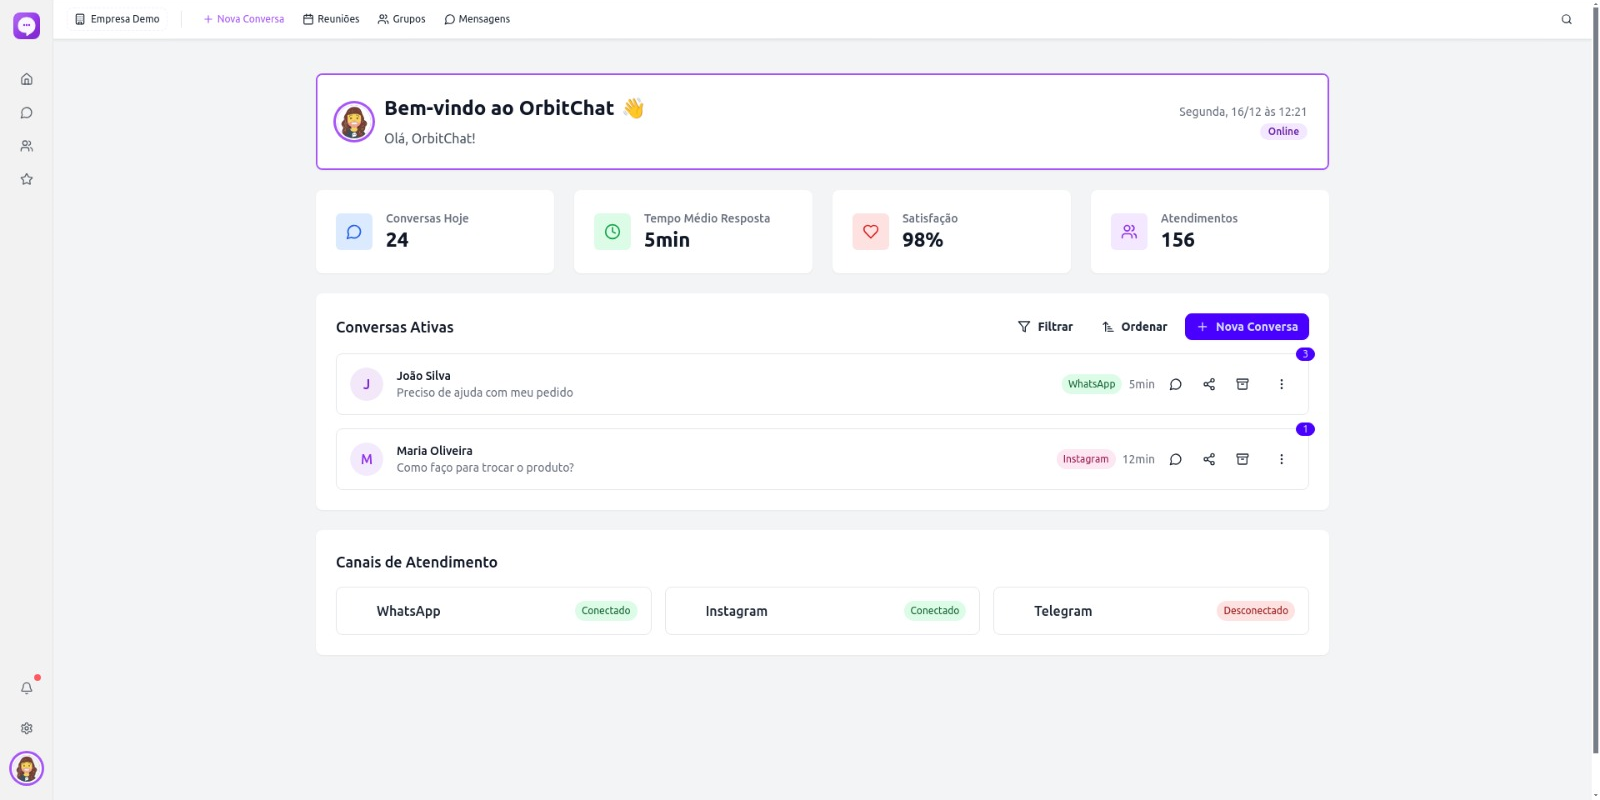 Empresa Demo
Nova Conversa
Reuniões
Grupos
Mensagens
Bem-vindo ao OrbitChat 👋
Olá, OrbitChat!
Segunda, 16/12 às 12:21
Online
Conversas Hoje
24
Tempo Médio Resposta
5min
Satisfação
98%
Atendimentos
156
Conversas Ativas
Filtrar
Ordenar
Nova Conversa
3
J
João Silva
Preciso de ajuda com meu pedido
WhatsApp
5min
1
M
Maria Oliveira
Como faço para trocar o produto?
Instagram
12min
Canais de Atendimento
WhatsApp
Conectado
Instagram
Conectado
Telegram
Desconectado